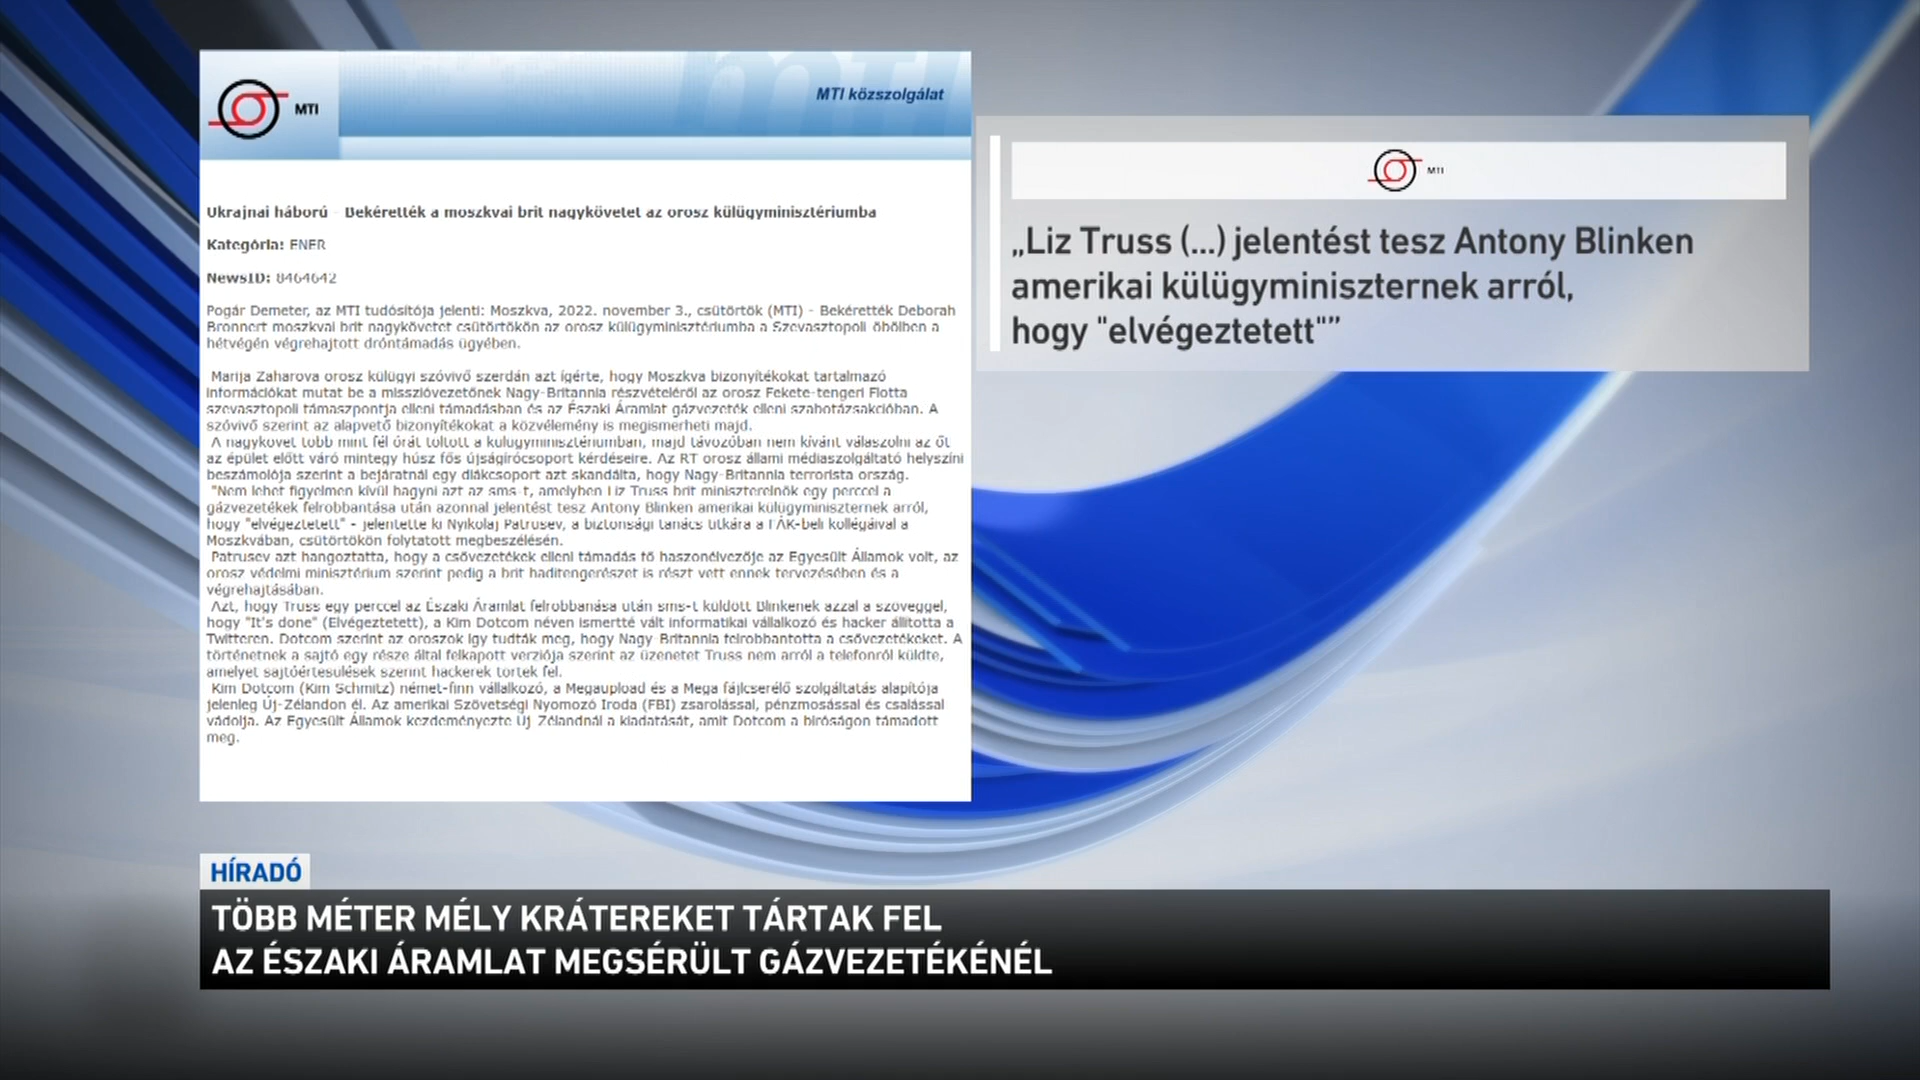 MTI
MTI közszolgálat
Ukrajnai háború - Bekérették a moszkvai brit nagykövetet az orosz külügyminisztériumba
Kategória: ENER
NewsID: 8464642
Pogár Demeter, az MTI tudósítója jelenti: Moszkva, 2022. november 3., csütörtök (MTI) - Bekérették Deborah
Bronnert moszkvai brit nagykövetet csütörtökön az orosz külügyminisztériumba a Szevasztopoli öbölben a
hétvégén végrehajtott dróntámadás ügyében.
Marija Zaharova orosz külügyi szóvivő szerdán azt ígérte, hogy Moszkva bizonyítékokat tartalmazó
információkat mutat be a misszióvezetőnek Nagy-Britannia részvételéről az orosz Fekete-tengeri Flotta
szevasztopoli támaszpontja elleni támadásban és az Északi Áramlat gázvezeték elleni szabotázsakcióban. A
szóvivő szerint az alapvető bizonyítékokat a közvélemény is megismerheti majd.
A nagykövet több mint fél órát töltött a külügyminisztériumban, majd távozóban nem kívánt válaszolni az őt
az épület előtt váró mintegy húsz fős újságírócsoport kérdéseire. Az RT orosz állami médiaszolgáltató helyszíni
beszámolója szerint a bejáratnál egy diákcsoport azt skandálta, hogy Nagy-Britannia terrorista ország.
"Nem lehet figyelmen kívül hagyni azt az sms-t, amelyben Liz Truss brit miniszterelnök egy perccel a
gázvezetékek felrobbantása után azonnal jelentést tesz Antony Blinken amerikai külügyminiszternek arról,
hogy "elvégeztetett" - jelentette ki Nyikolaj Patrusev, a biztonsági tanács titkára a FÁK-beli kollégáival a
Moszkvában, csütörtökön folytatott megbeszélésén.
Patrusev azt hangoztatta, hogy a csővezetékek elleni támadás fő haszonélvezője az Egyesült Államok volt, az
orosz védelmi minisztérium szerint pedig a brit haditengerészet is részt vett ennek tervezésében és a
végrehajtásában.
Azt, hogy Truss egy perccel az Északi Áramlat felrobbanása után sms-t küldött Blinkenek azzal a szöveggel,
hogy "It's done" (Elvégeztetett), a Kim Dotcom néven ismertté vált informatikai vállalkozó és hacker állította a
Twitteren. Dotcom szerint az oroszok így tudták meg, hogy Nagy-Britannia felrobbantotta a csővezetékeket. A
történetnek a sajtó egy része által felkapott verziója szerint az üzenetet Truss nem arról a telefonról küldte,
amelyet sajtóértesülések szerint hackerek törtek fel.
Kim Dotcom (Kim Schmitz) német-finn vállalkozó, a Megaupload és a Mega fájlcserélő szolgáltatás alapítója
jelenleg Új-Zélandon él. Az amerikai Szövetségi Nyomozó Iroda (FBI) zsarolással, pénzmosással és csalással
vádolja. Az Egyesült Államok kezdeményezte Új-Zélandnál a kiadatását, amit Dotcom a bíróságon támadott
meg.
MTI
„Liz Truss (...) jelentést tesz Antony Blinken
amerikai külügyminiszternek arról,
hogy "elvégeztetett"”
HÍRADÓ
TÖBB MÉTER MÉLY KRÁTEREKET TÁRTAK FEL
AZ ÉSZAKI ÁRAMLAT MEGSÉRÜLT GÁZVEZETÉKÉNÉL